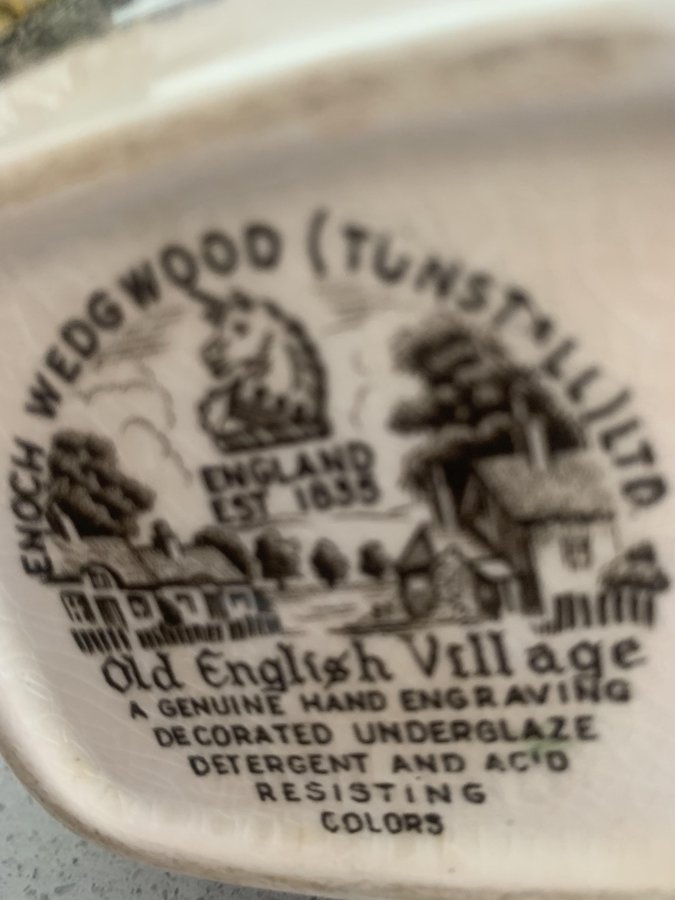 ENOCH WEDGWOOD (TUNSTALL) LTD
ENGLAND
EST 1835
Old English Village
A GENUINE HAND ENGRAVING
DECORATED UNDERGLAZE
DETERGENT AND ACID
RESISTING
COLORS